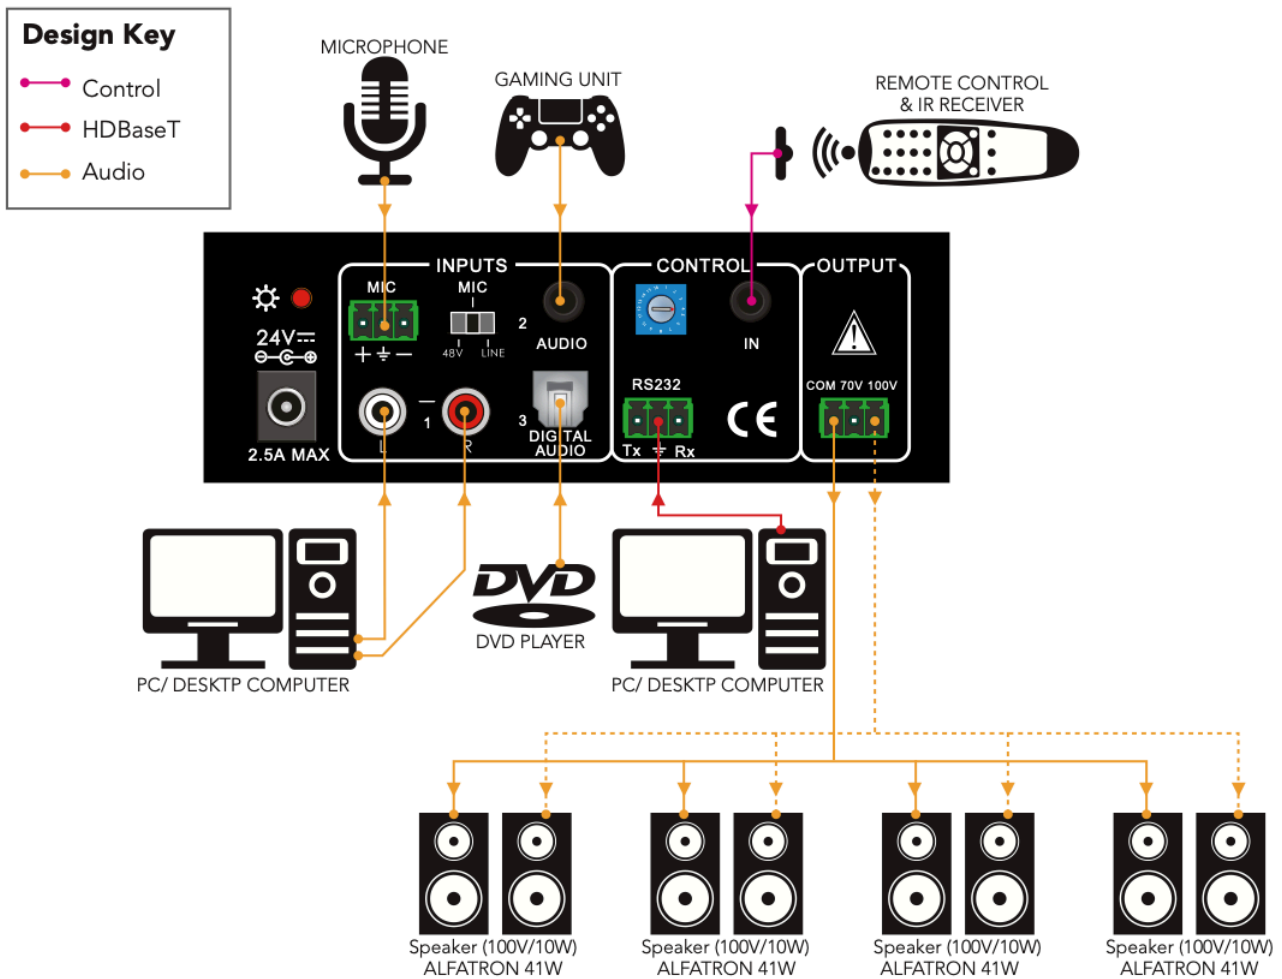 Design Key
Control
HDBaseT
Audio
MICROPHONE
GAMING UNIT
REMOTE CONTROL
& IR RECEIVER
INPUTS
CONTROL
OUTPUT
MIC
MIC
48V
LINE
2
AUDIO
IN
24V
2.5A MAX
L
1
R
3
DIGITAL
AUDIO
RS232
Tx
Rx
CE
COM 70V 100V
PC/ DESKTP COMPUTER
DVD
DVD PLAYER
PC/ DESKTP COMPUTER
Speaker (100V/10W)
ALFATRON 41W
Speaker (100V/10W)
ALFATRON 41W
Speaker (100V/10W)
ALFATRON 41W
Speaker (100V/10W)
ALFATRON 41W